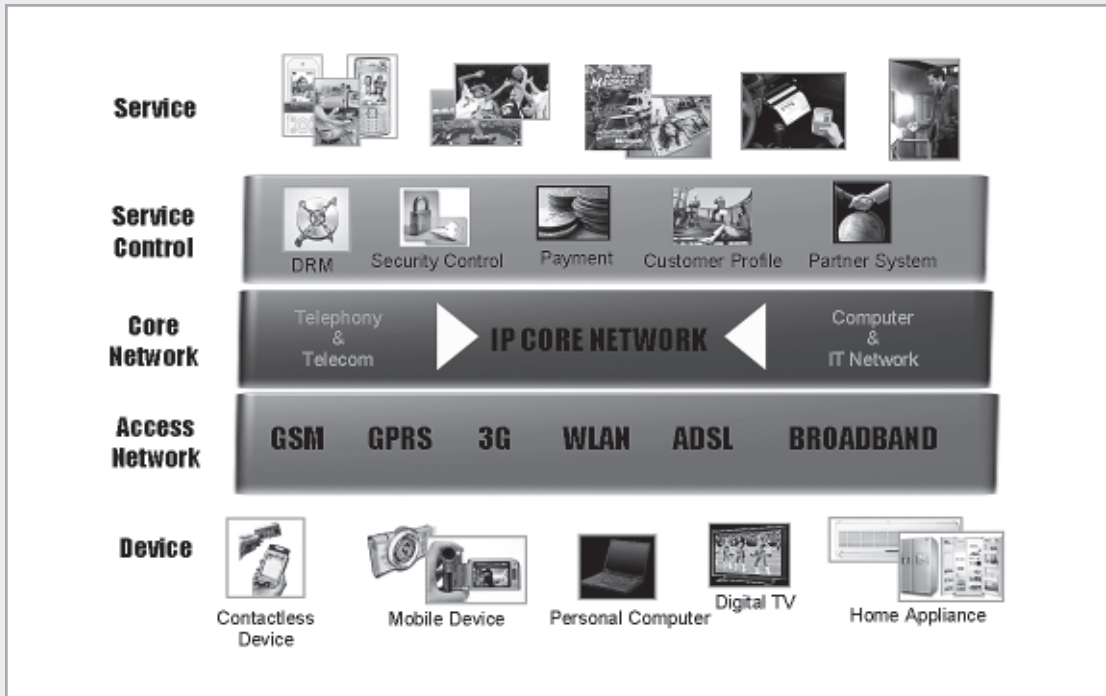 Service
Service
Control
DRM
Security Control
Payment
Customer Profile
Partner System
Core
Network
Telephony
&
Telecom
IP CORE NETWORK
Computer
&
IT Network
Access
Network
GSM
GPRS
3G
WLAN
ADSL
BROADBAND
Device
Contactless
Device
Mobile Device
Personal Computer
Digital TV
Home Appliance